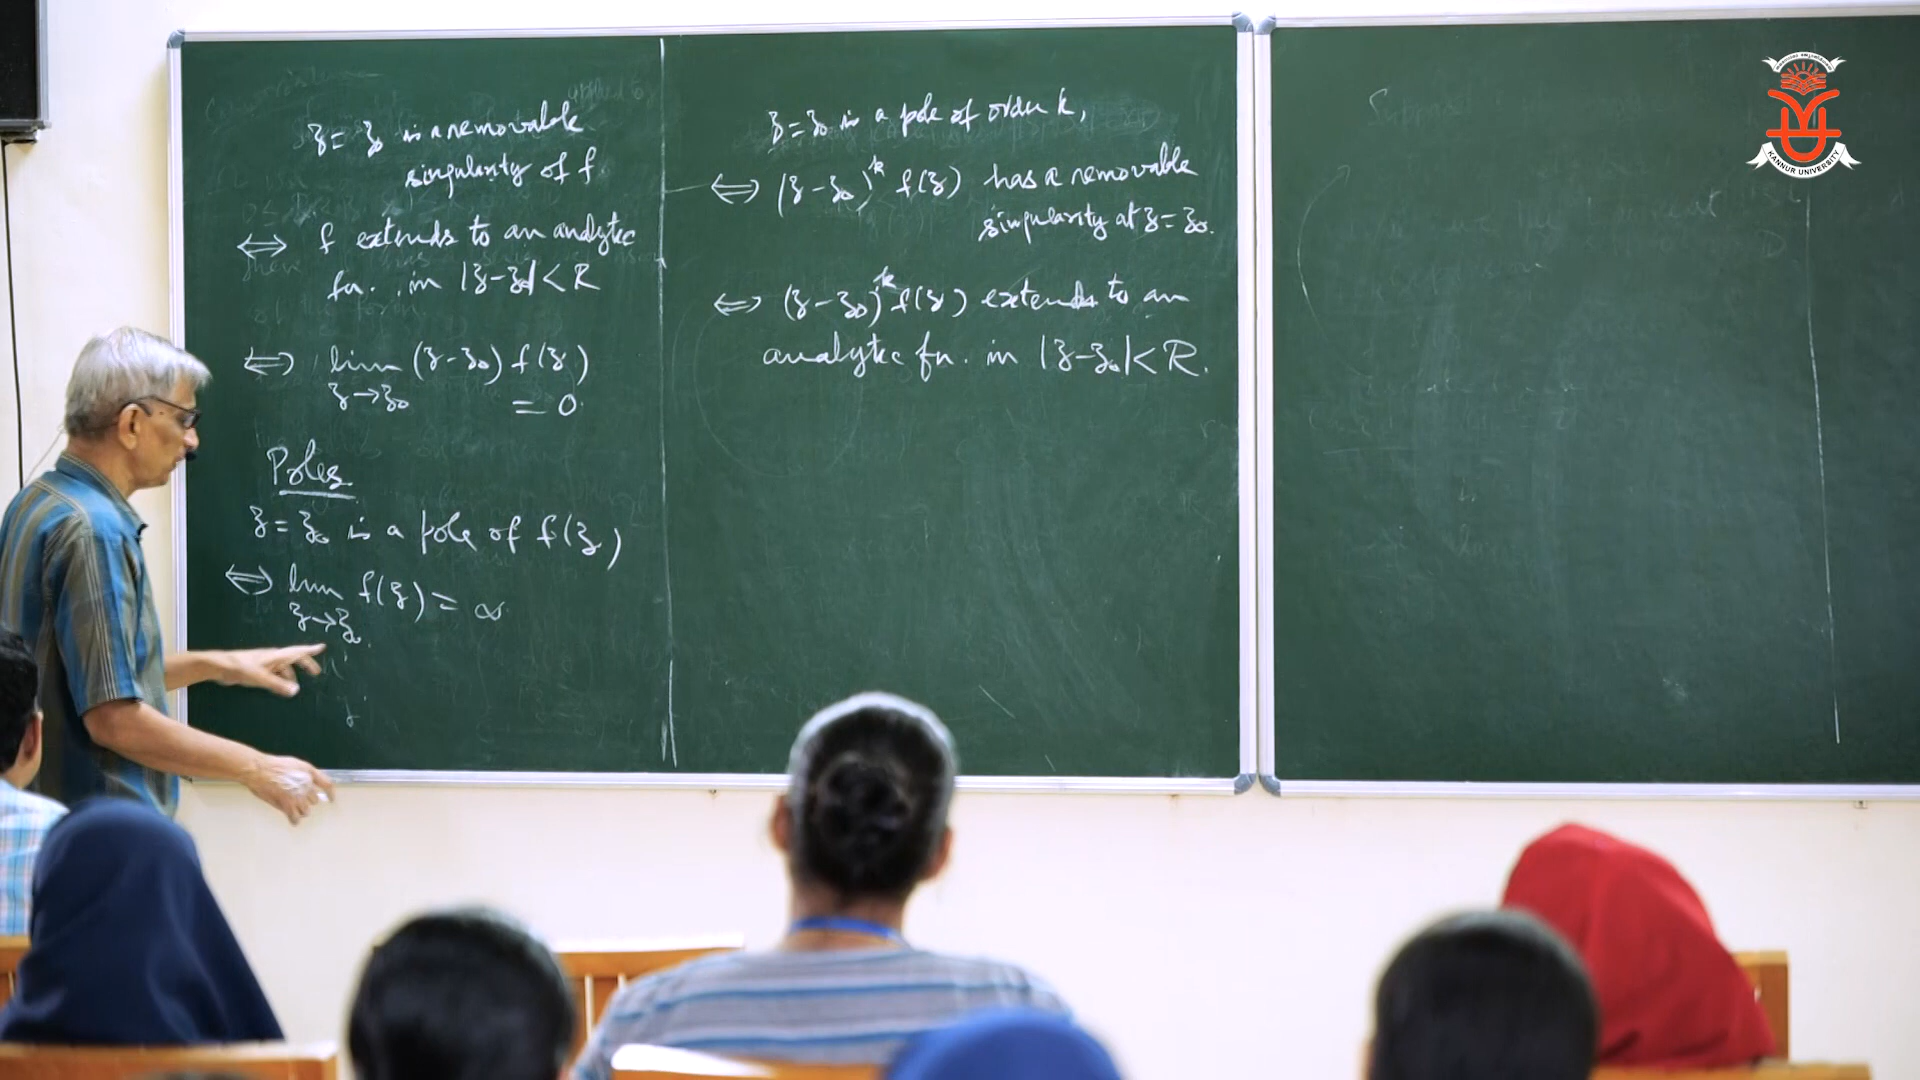 z = z₀ is a removable
singularity of f
⟺ f extends to an analytic
fn. in |z-z₀| < R
⟺ lim (z-z₀) f(z)
z→z₀ = 0.
Poles
z = z₀ is a pole of f(z)
⟺ lim f(z) = ∞
z→z₀.
z = z₀ is a pole of order k,
⟺ (z-z₀)ᵏ f(z) has a removable
singularity at z = z₀.
⟺ (z-z₀)ᵏ f(z) extends to an
analytic fn. in |z-z₀| < R.
KANNUR UNIVERSITY